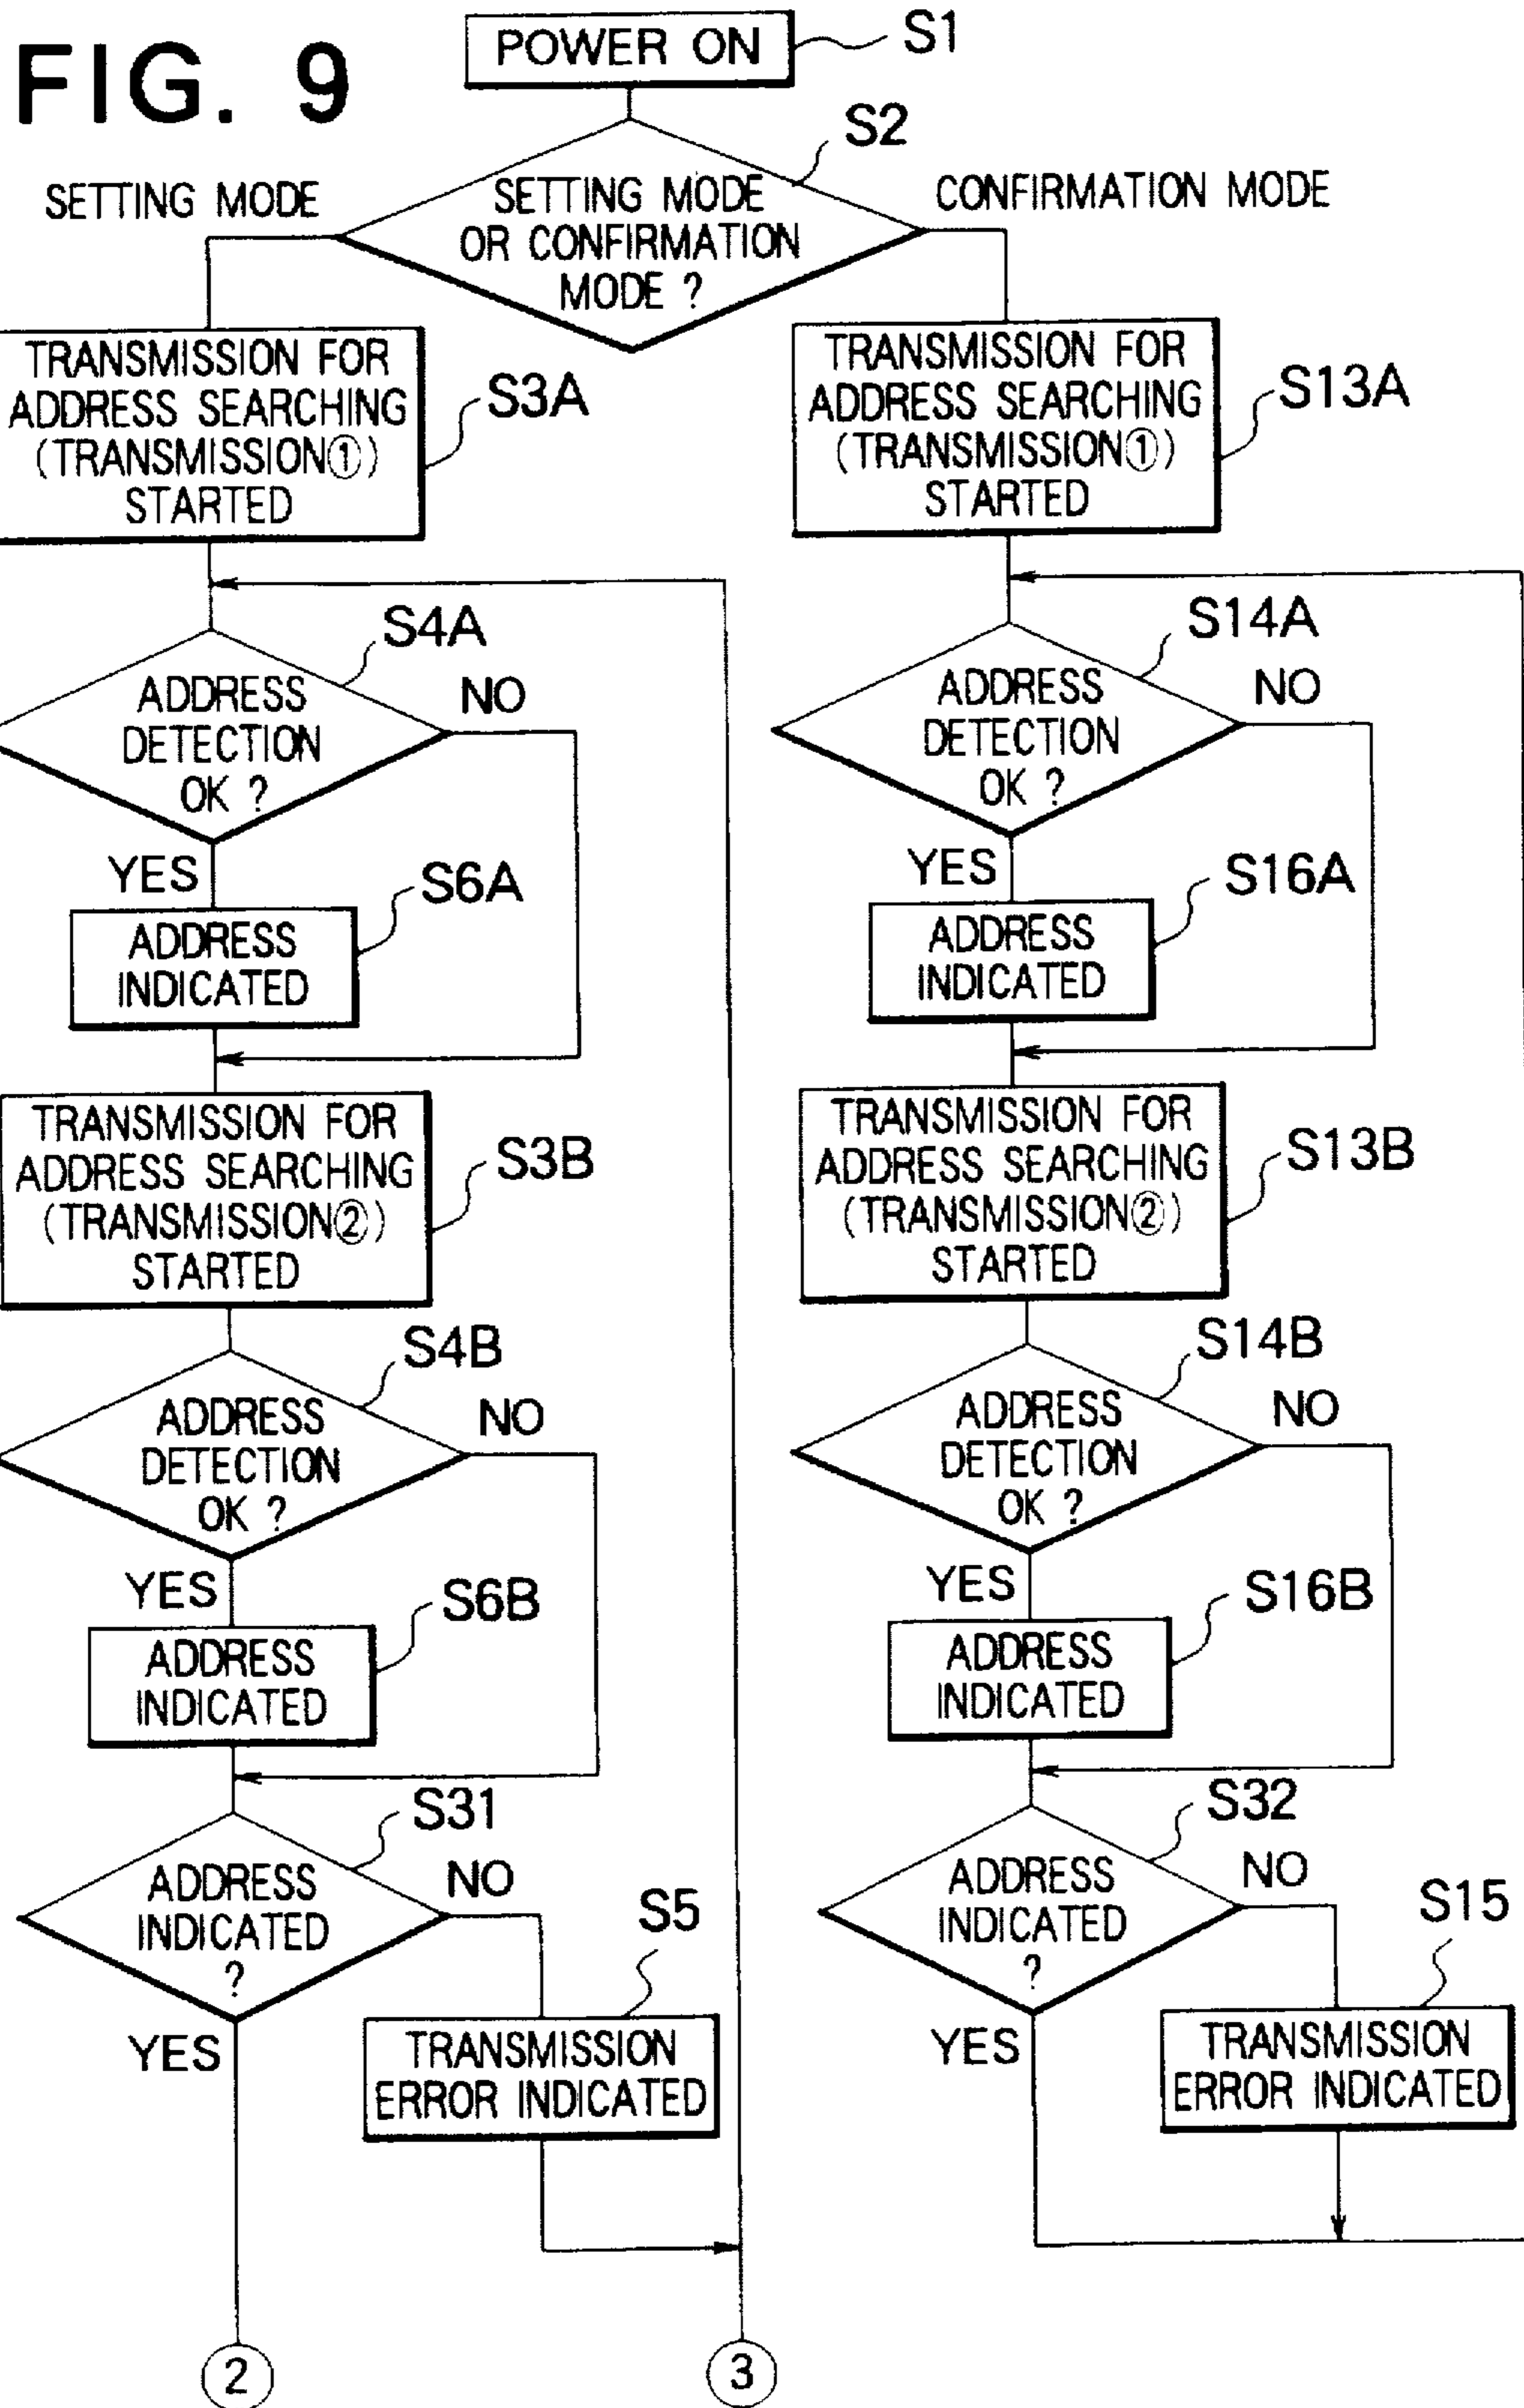 FIG. 9
POWER ON
S1
S2
SETTING MODE
SETTING MODE
OR CONFIRMATION
MODE ?
CONFIRMATION MODE
TRANSMISSION FOR
ADDRESS SEARCHING
(TRANSMISSION①)
STARTED
S3A
TRANSMISSION FOR
ADDRESS SEARCHING
(TRANSMISSION①)
STARTED
S13A
S4A
ADDRESS
DETECTION
OK ?
NO
YES
S14A
ADDRESS
DETECTION
OK ?
NO
YES
S6A
ADDRESS
INDICATED
S16A
ADDRESS
INDICATED
TRANSMISSION FOR
ADDRESS SEARCHING
(TRANSMISSION②)
STARTED
S3B
TRANSMISSION FOR
ADDRESS SEARCHING
(TRANSMISSION②)
STARTED
S13B
S4B
ADDRESS
DETECTION
OK ?
NO
YES
S14B
ADDRESS
DETECTION
OK ?
NO
YES
S6B
ADDRESS
INDICATED
S16B
ADDRESS
INDICATED
S31
ADDRESS
INDICATED
?
NO
YES
S5
TRANSMISSION
ERROR INDICATED
S32
ADDRESS
INDICATED
?
NO
YES
S15
TRANSMISSION
ERROR INDICATED
2
3